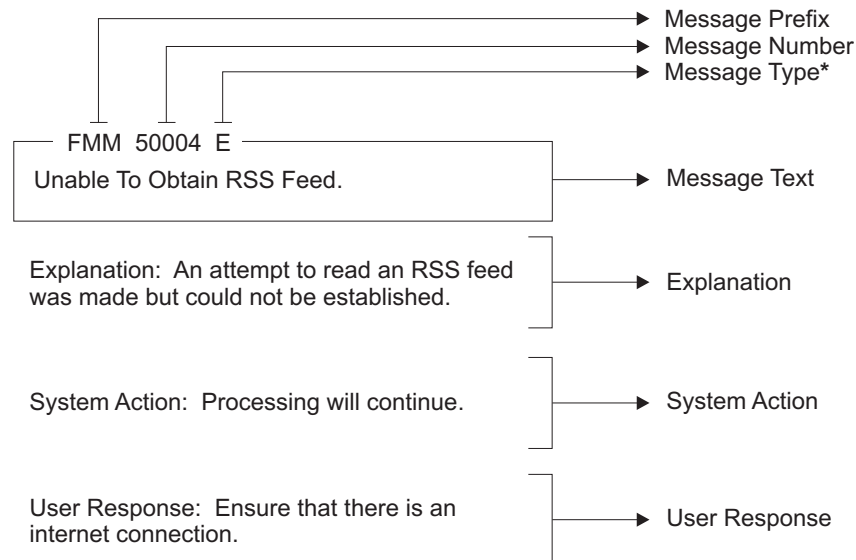 Message Prefix
Message Number
Message Type*
FMM 50004 E
Unable To Obtain RSS Feed.
Message Text
Explanation: An attempt to read an RSS feed
was made but could not be established.
Explanation
System Action: Processing will continue.
System Action
User Response: Ensure that there is an
internet connection.
User Response